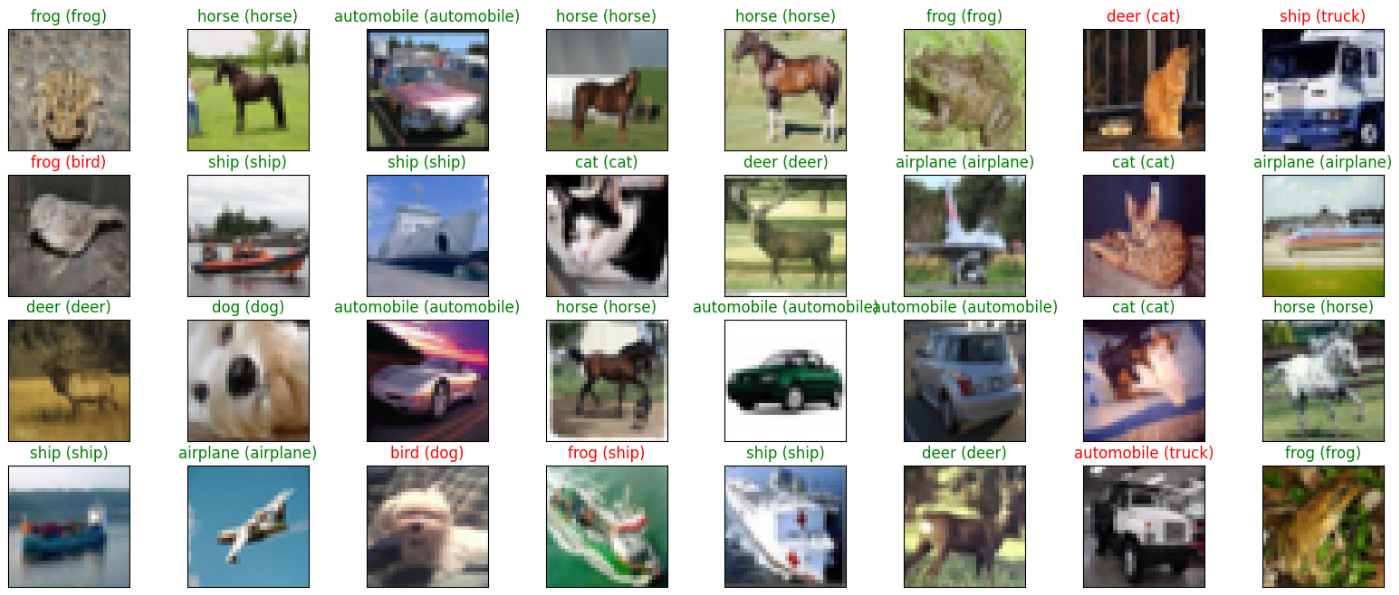 frog (frog)
horse (horse)
automobile (automobile)
horse (horse)
horse (horse)
frog (frog)
deer (cat)
ship (truck)
frog (bird)
ship (ship)
ship (ship)
cat (cat)
deer (deer)
airplane (airplane)
cat (cat)
airplane (airplane)
deer (deer)
dog (dog)
automobile (automobile)
horse (horse)
automobile (automobile)
automobile (automobile)
cat (cat)
horse (horse)
ship (ship)
airplane (airplane)
bird (dog)
frog (ship)
ship (ship)
deer (deer)
automobile (truck)
frog (frog)